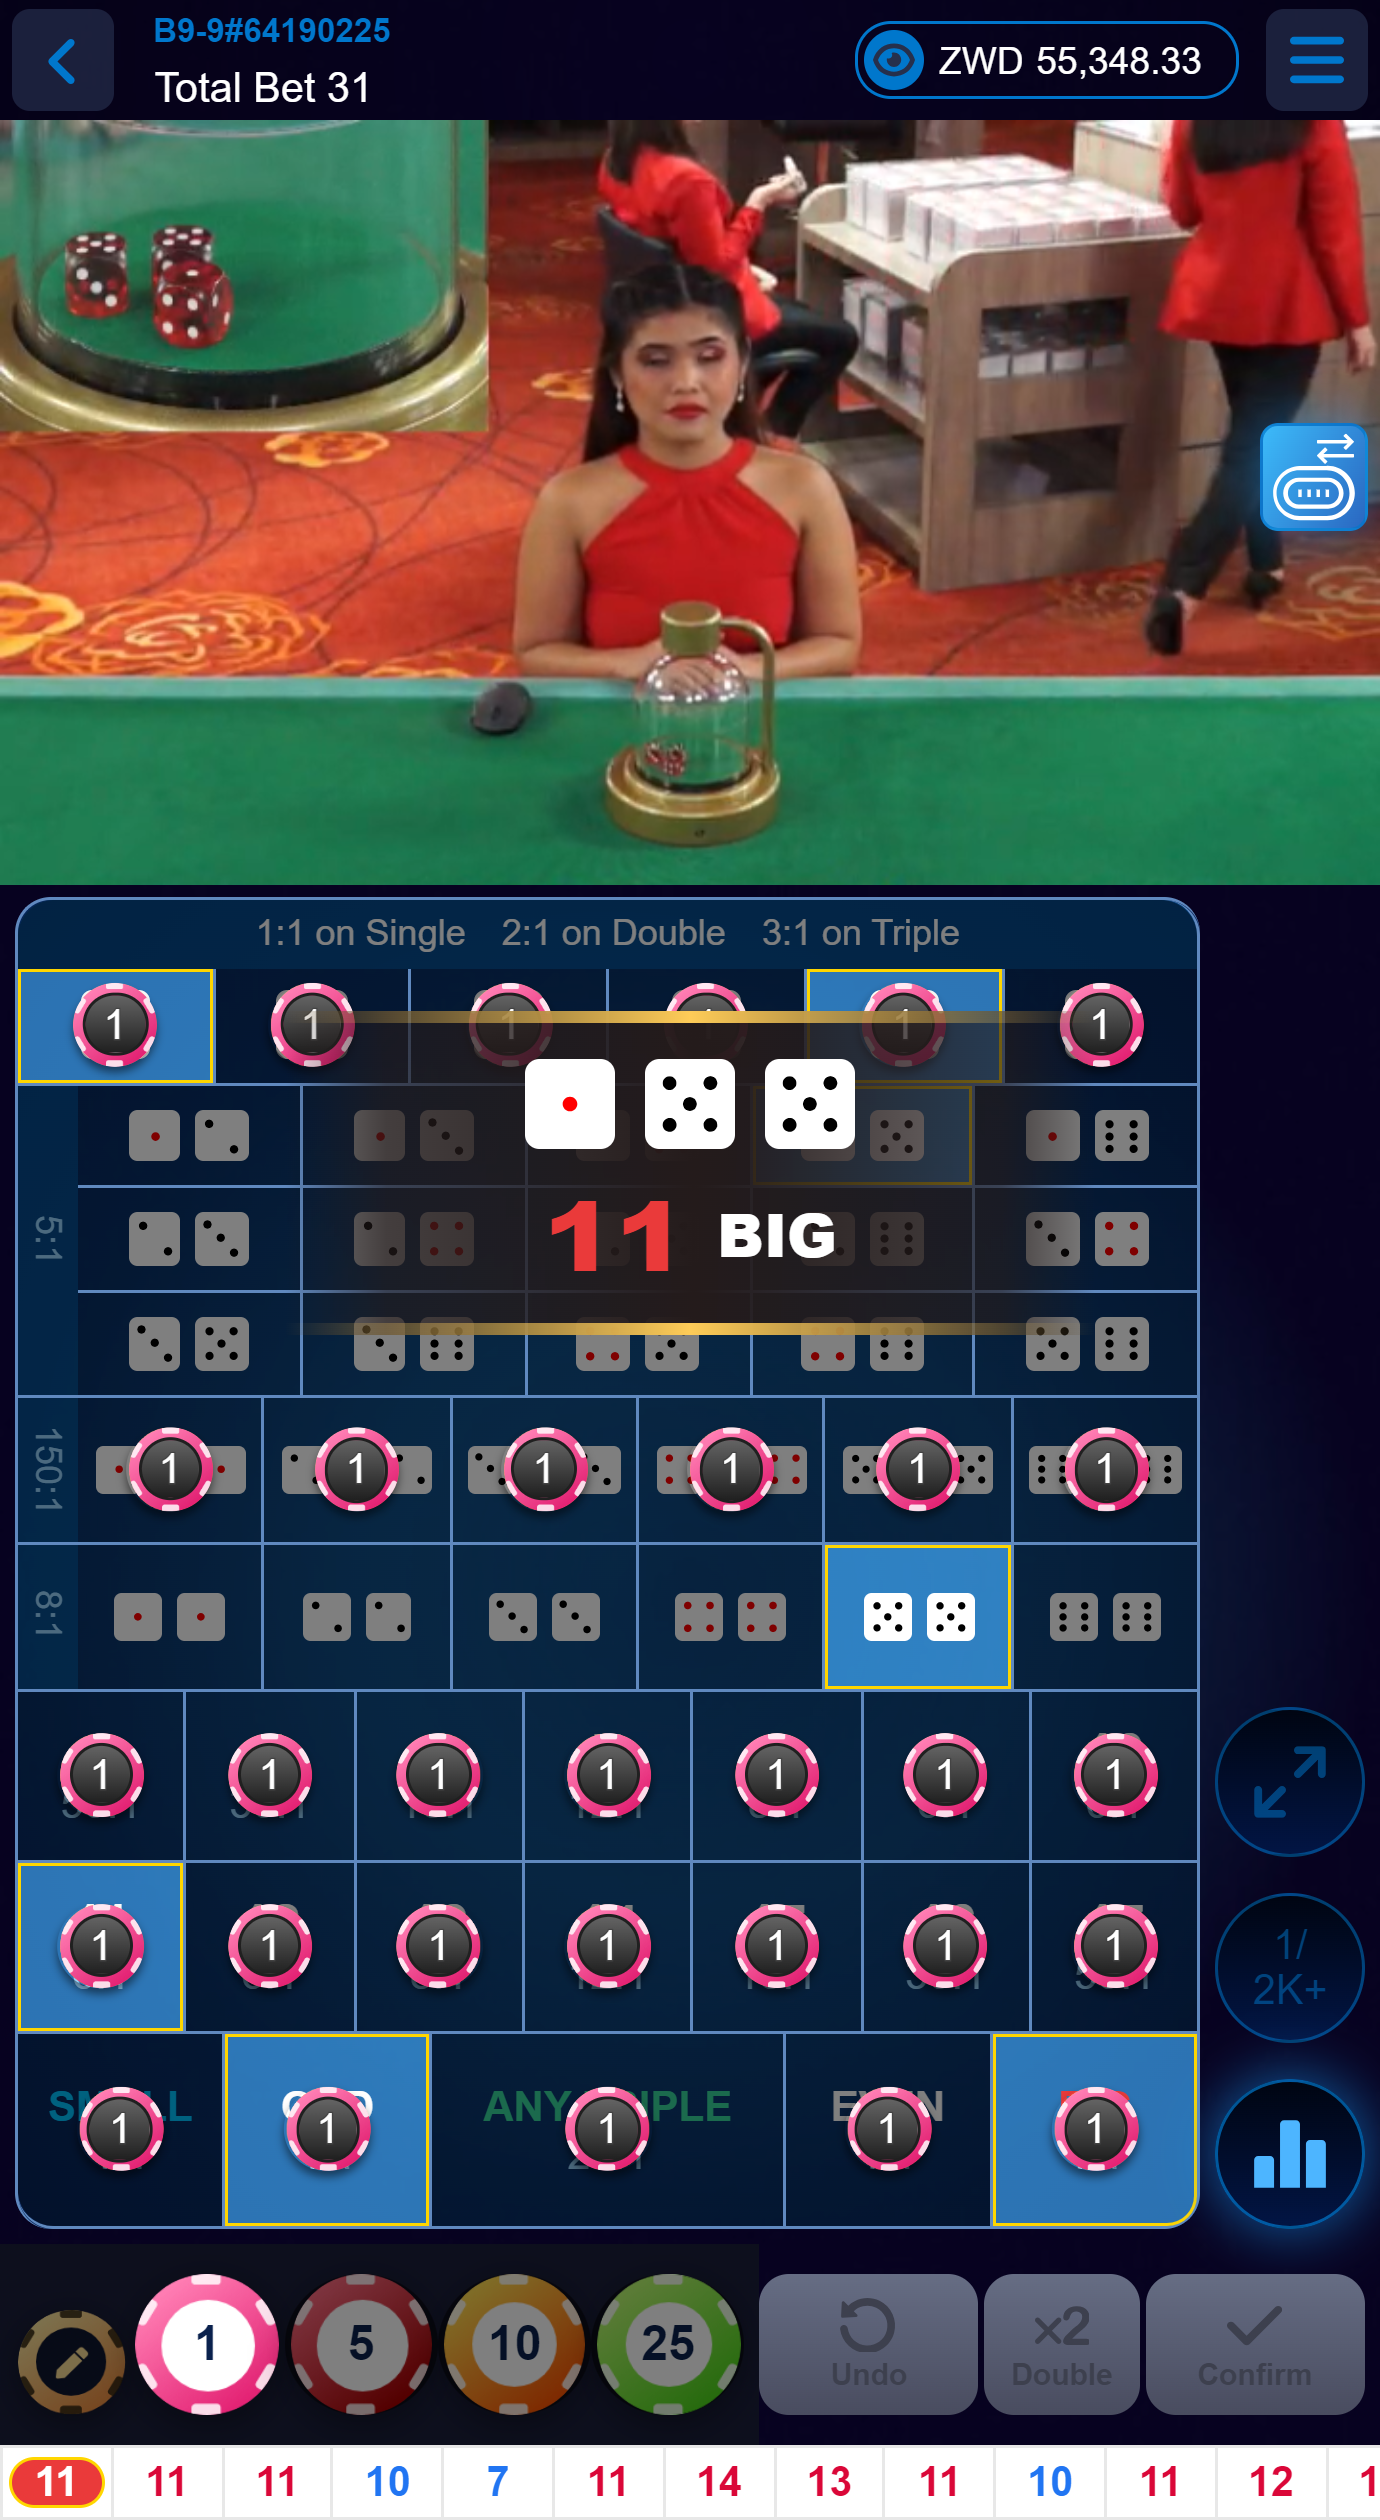 B9-9#64190225
Total Bet 31
ZWD 55,348.33
1:1 on Single 2:1 on Double 3:1 on Triple
1 1 1 1 1 1
11 BIG
5:1
150:1
1 1 1 1 1 1
8:1
1 1 1 1 1 1 1
1 1 1 1 1 1 1
ANY
1 1 1 1 1
1/
2K+
1 5 10 25
x2
Undo Double Confirm
11 11 11 10 7 11 14 13 11 10 11 12